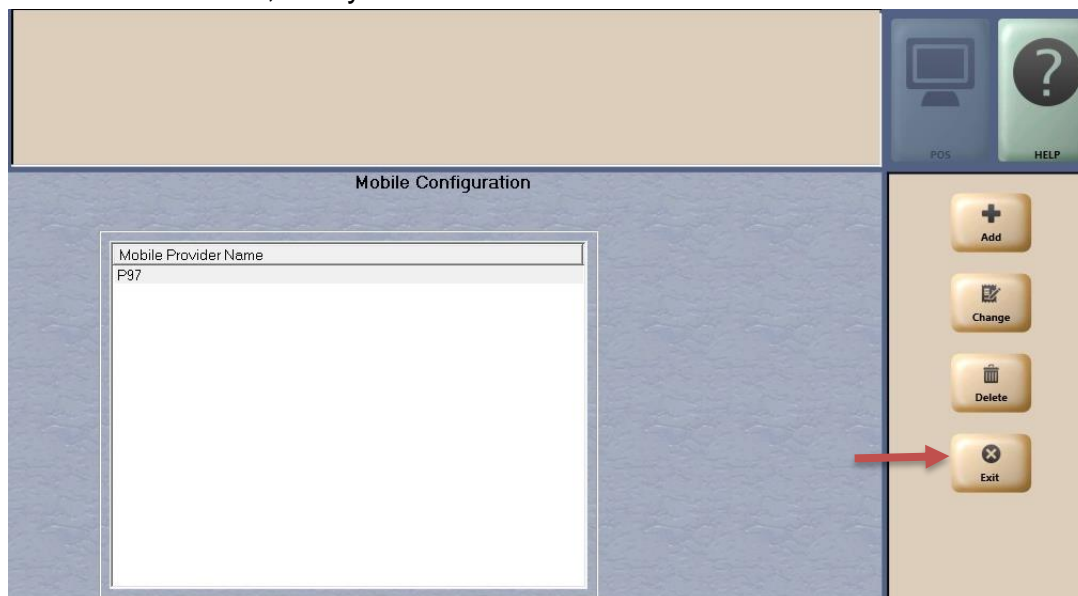 POS
HELP
Mobile Configuration
Mobile Provider Name
P97
Add
Change
Delete
Exit